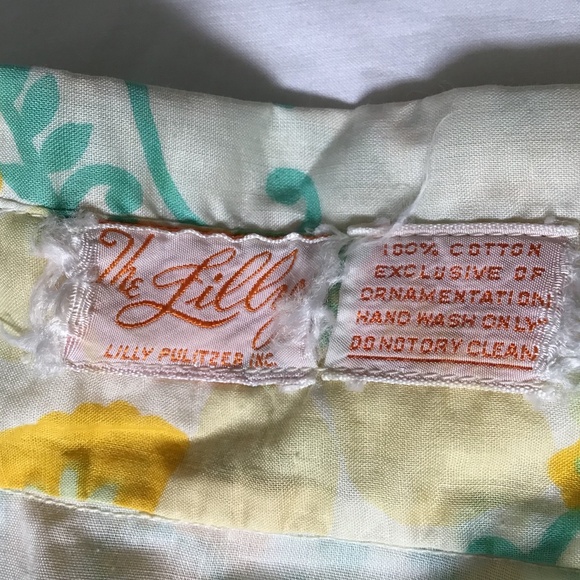 The Lilly
LILLY PULITZER INC.
100% COTTON
EXCLUSIVE OF
ORNAMENTATION
HAND WASH ONLY
DO NOT DRY CLEAN